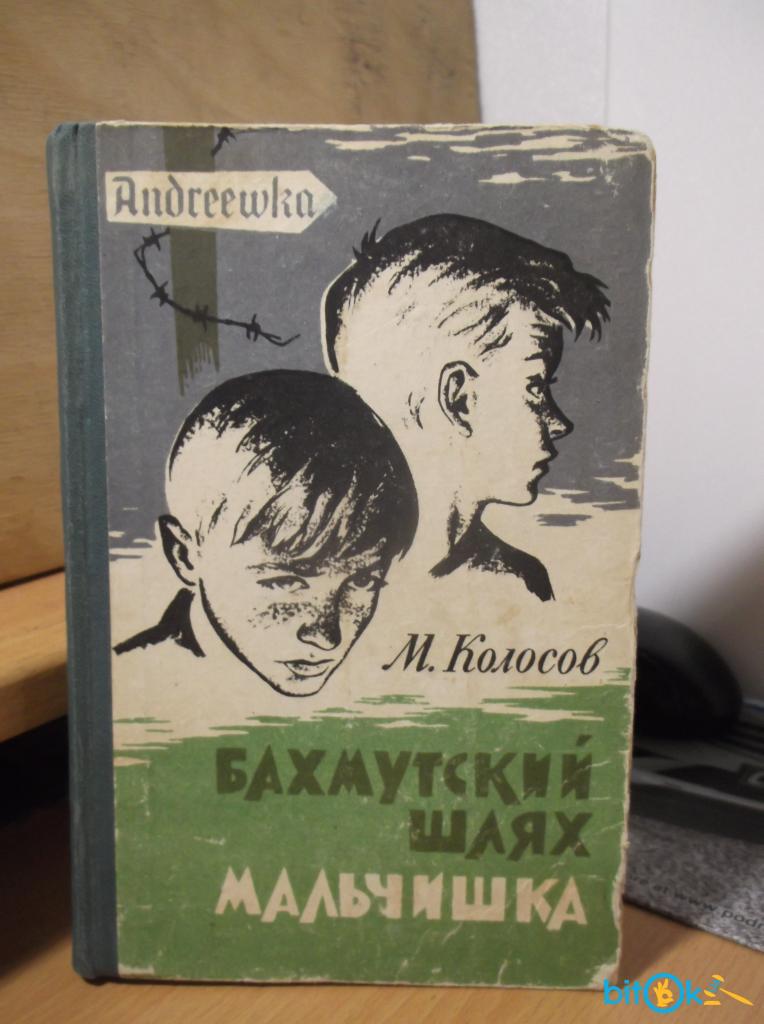 Andreewka
М. Колосов
БАХМУТСКИЙ
ШЛЯХ
МАЛЬЧИШКА
bitok